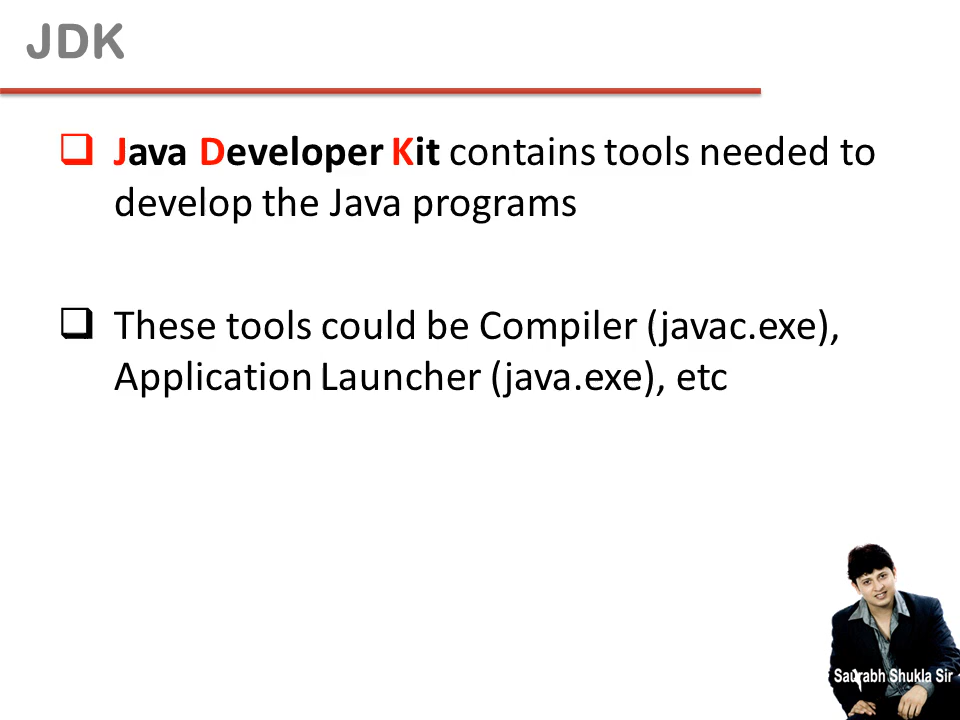 JDK
Java Developer Kit contains tools needed to
develop the Java programs
These tools could be Compiler (javac.exe),
Application Launcher (java.exe), etc
Saurabh Shukla Sir